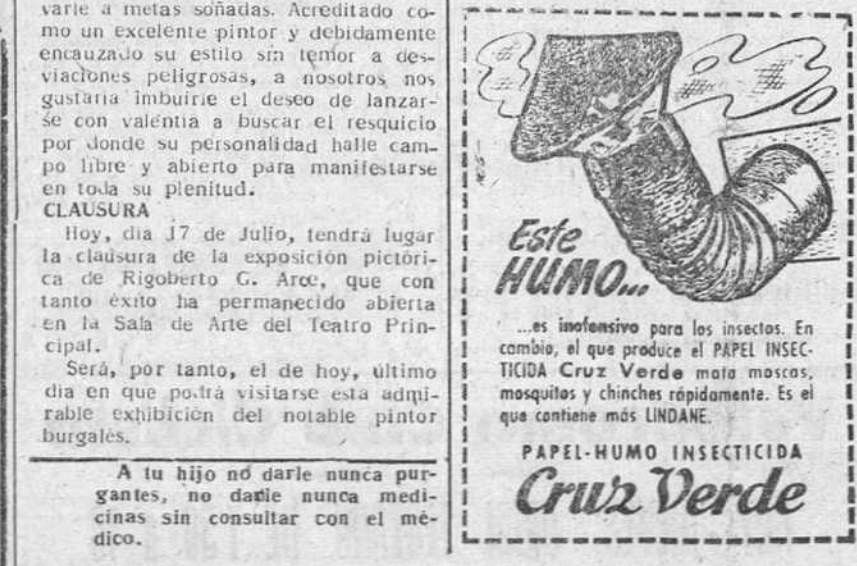 varle a metas soñadas. Acreditado co-
mo un excelente pintor y debidamente
encauzado su estilo sin temor a des-
viaciones peligrosas, a nosotros nos
gustaría imbuirle el deseo de lanzar-
se con valentía a buscar el resquicio
por donde su personalidad halle cam-
po libre y abierto para manifestarse
en toda su plenitud.
CLAUSURA
Hoy, día 17 de Julio, tendrá lugar
la clausura de la exposición pictóri-
ca de Rigoberto G. Arce, que con
tanto éxito ha permanecido abierta
en la Sala de Arte del Teatro Prin-
cipal.
Será, por tanto, el de hoy, último
día en que podrá visitarse esta admi-
rable exhibición del notable pintor
burgalés.
A tu hijo no darle nunca pur-
gantes, no darle nunca medi-
cinas sin consultar con el mé-
dico.
Este
HUMO...
...es inofensivo para los insectos. En
cambio, el que produce el PAPEL INSEC-
TICIDA Cruz Verde mata moscas,
mosquitos y chinches rápidamente. Es el
que contiene más LINDANE.
PAPEL-HUMO INSECTICIDA
Cruz Verde